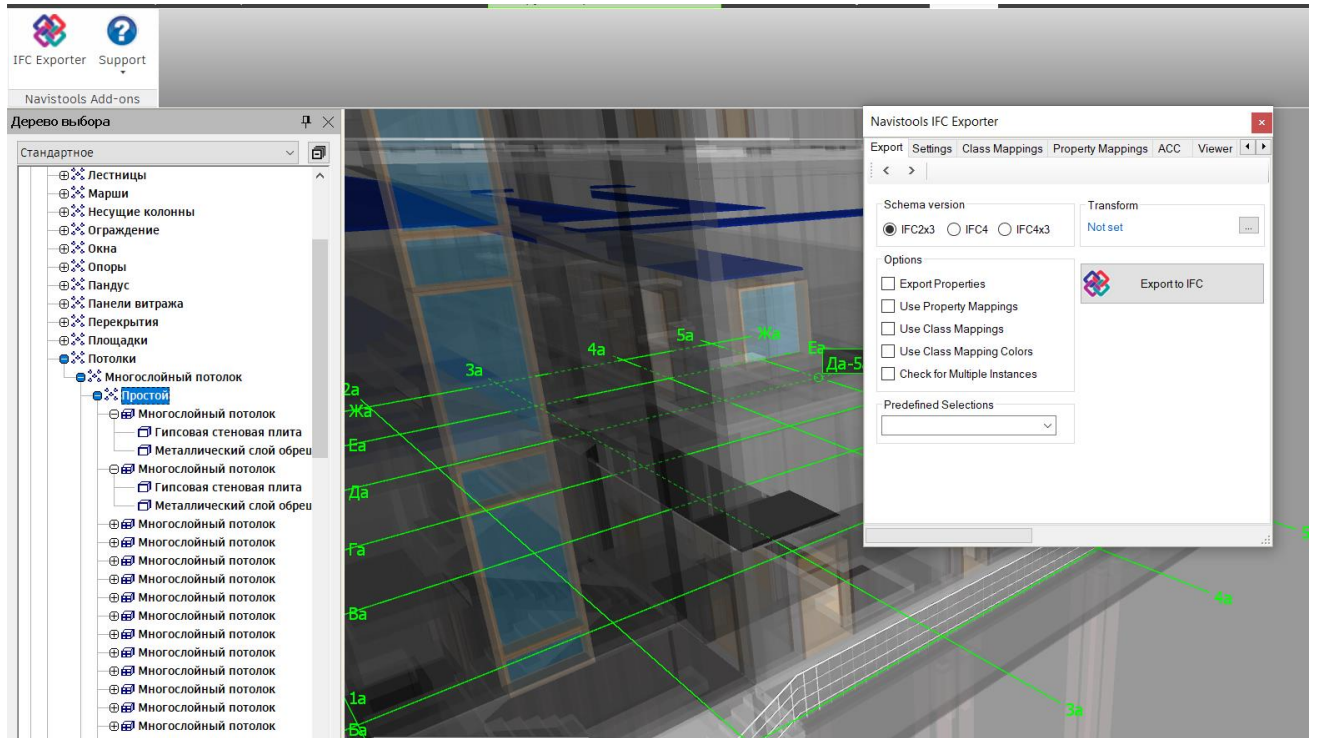 IFC Exporter
Support
Navistools Add-ons
Дерево выбора
Стандартное
Лестницы
Марши
Несущие колонны
Ограждение
Окна
Опоры
Пандус
Панели витража
Перекрытия
Площадки
Потолки
Многослойный потолок
Простой
Многослойный потолок
Гипсовая стеновая плита
Металлический слой обреш
Многослойный потолок
Гипсовая стеновая плита
Металлический слой обреш
Многослойный потолок
Многослойный потолок
Многослойный потолок
Многослойный потолок
Многослойный потолок
Многослойный потолок
Многослойный потолок
Многослойный потолок
Многослойный потолок
Многослойный потолок
Многослойный потолок
Многослойный потолок
2а
3а
4а
5а
Жа
Еа
Да-5
Жа
Еа
Да
Га
Ва
1а
Ба
3а
4а
Navistools IFC Exporter
Export Settings Class Mappings Property Mappings ACC Viewer
Schema version
IFC2x3 IFC4 IFC4x3
Transform
Not set
...
Options
Export Properties
Use Property Mappings
Use Class Mappings
Use Class Mapping Colors
Check for Multiple Instances
Export to IFC
Predefined Selections